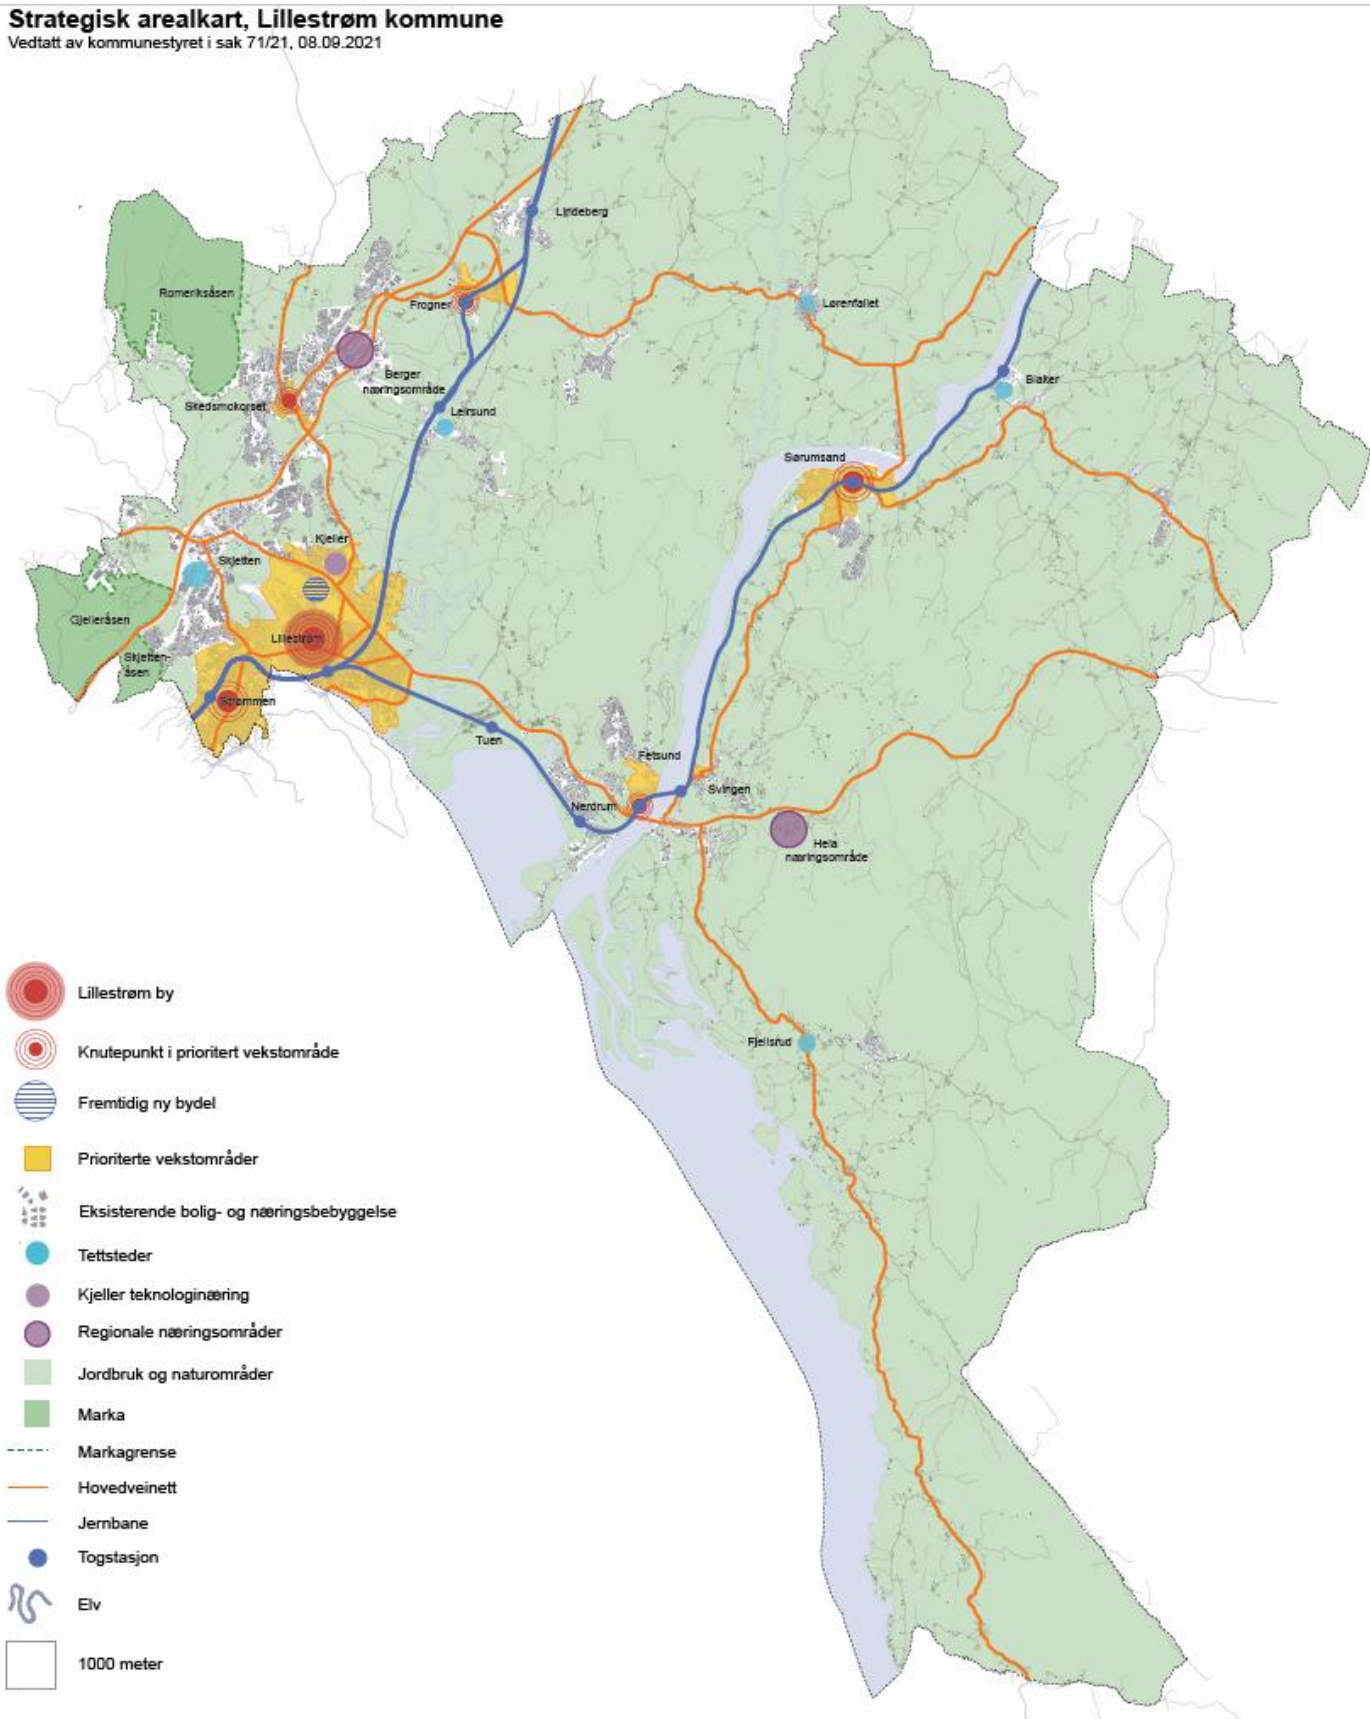 Strategisk arealkart, Lillestrøm kommune
Vedtatt av kommunestyret i sak 71/21, 08.09.2021
Lindeberg
Romeriksåsen
Frogner
Lørenfallet
Berger
næringsområde
Blaker
Skedsmokorset
Leirsund
Sørumsand
Kjeller
Skjetten
Gjelleråsen
Lillestrøm
Skjetten-
åsen
Strømmen
Tuen
Fetsund
Svingen
Nerdrum
Heia
næringsområde
Fjellsrud
Lillestrøm by
Knutepunkt i prioritert vekstområde
Fremtidig ny bydel
Prioriterte vekstområder
Eksisterende bolig- og næringsbebyggelse
Tettsteder
Kjeller teknologinæring
Regionale næringsområder
Jordbruk og naturområder
Marka
Markagrense
Hovedveinett
Jernbane
Togstasjon
Elv
1000 meter